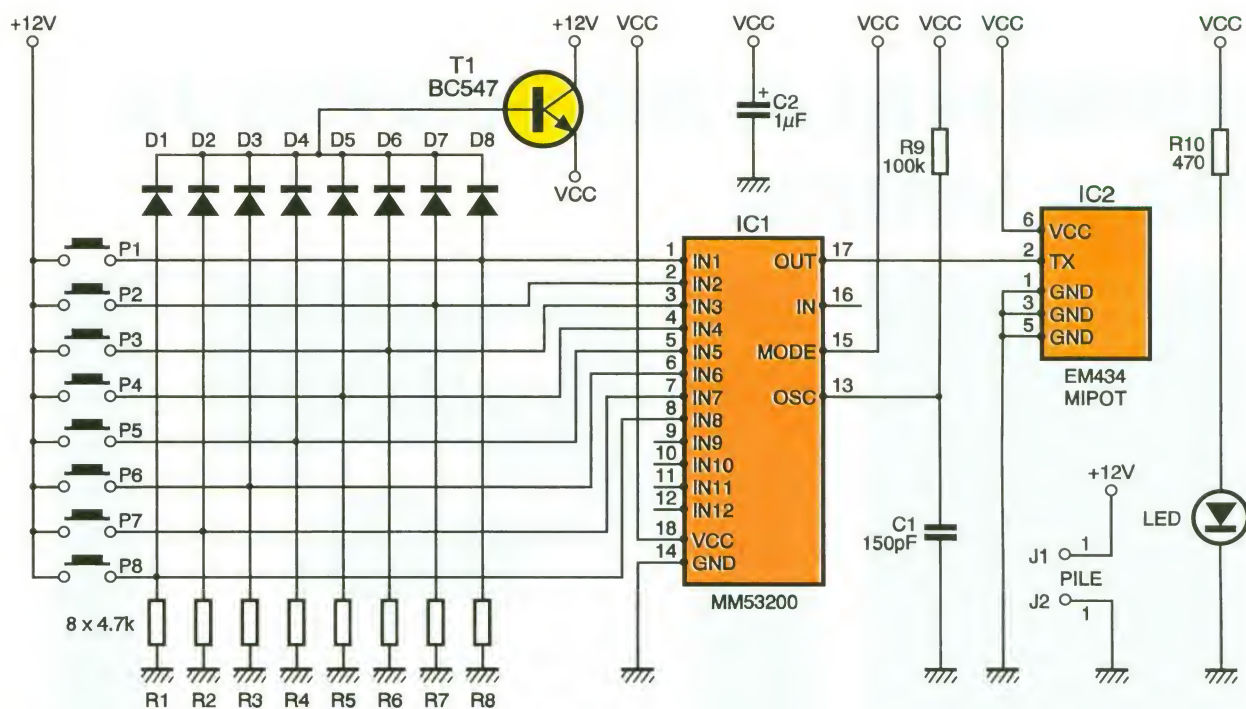 +12V
+12V
VCC
VCC
VCC
VCC
VCC
VCC
T1
BC547
VCC
+
C2
1µF
R9
100k
R10
470
D1 D2 D3 D4 D5 D6 D7 D8
P1
P2
P3
P4
P5
P6
P7
P8
8 x 4.7k
R1 R2 R3 R4 R5 R6 R7 R8
IC1
1 IN1 OUT 17
2 IN2
3 IN3 IN 16
4 IN4
5 IN5 MODE 15
6 IN6
7 IN7 OSC 13
8 IN8
9 IN9
10 IN10
11 IN11
12 IN12
18 VCC
14 GND
MM53200
C1
150pF
IC2
6 VCC
2 TX
1 GND
3 GND
5 GND
EM434
MIPOT
+12V
J1 1
PILE
J2 1
LED